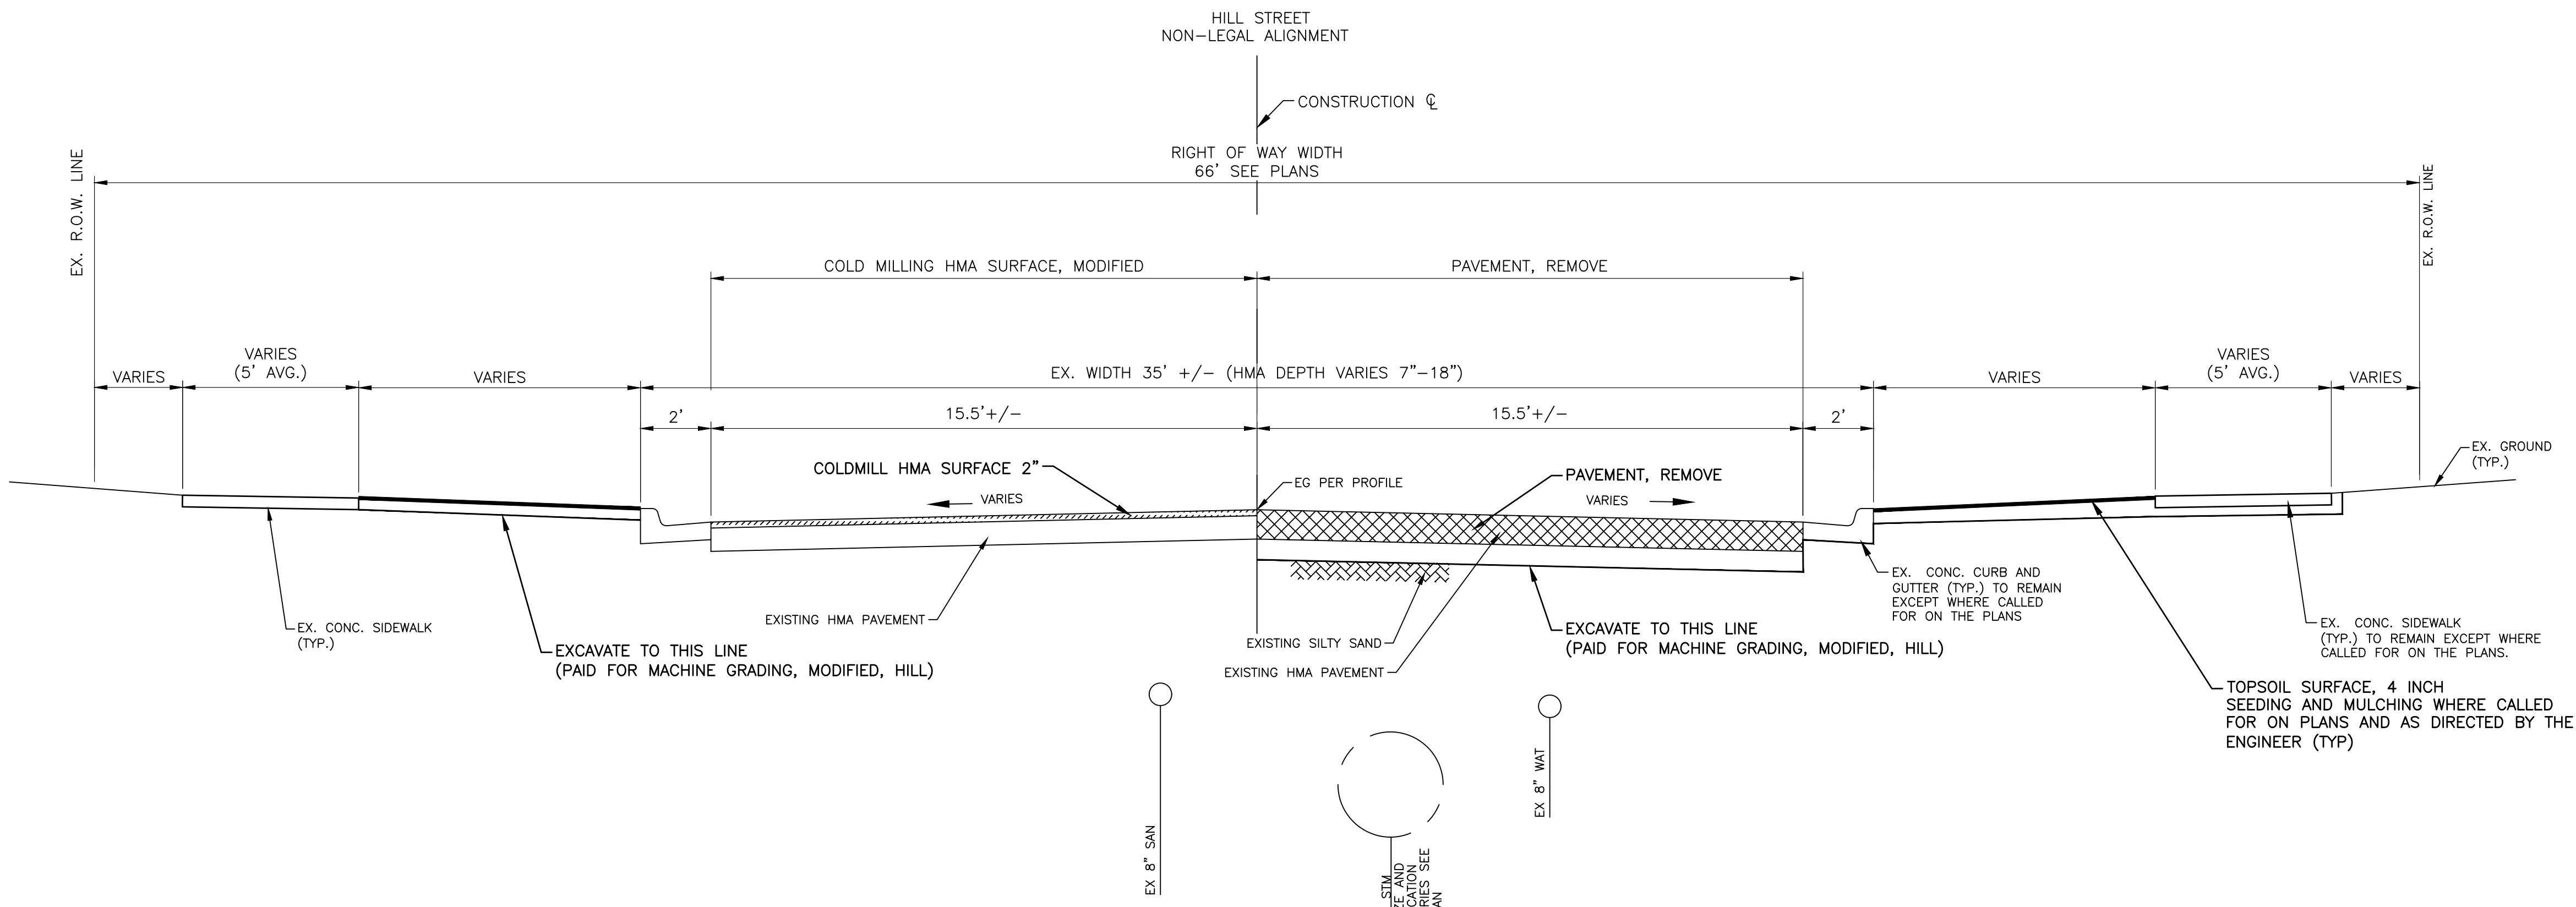 HILL STREET
NON-LEGAL ALIGNMENT
CONSTRUCTION ℄
RIGHT OF WAY WIDTH
66' SEE PLANS
EX. R.O.W. LINE
EX. R.O.W. LINE
COLD MILLING HMA SURFACE, MODIFIED
PAVEMENT, REMOVE
VARIES
VARIES
(5' AVG.)
VARIES
EX. WIDTH 35' +/- (HMA DEPTH VARIES 7"-18")
VARIES
VARIES
(5' AVG.)
VARIES
2'
15.5'+/-
15.5'+/-
2'
COLDMILL HMA SURFACE 2"
VARIES
EG PER PROFILE
PAVEMENT, REMOVE
VARIES
EX. GROUND
(TYP.)
EX. CONC. SIDEWALK
(TYP.)
EXCAVATE TO THIS LINE
(PAID FOR MACHINE GRADING, MODIFIED, HILL)
EXISTING HMA PAVEMENT
EXISTING SILTY SAND
EXISTING HMA PAVEMENT
EXCAVATE TO THIS LINE
(PAID FOR MACHINE GRADING, MODIFIED, HILL)
EX. CONC. CURB AND
GUTTER (TYP.) TO REMAIN
EXCEPT WHERE CALLED
FOR ON THE PLANS
EX. CONC. SIDEWALK
(TYP.) TO REMAIN EXCEPT WHERE
CALLED FOR ON THE PLANS.
TOPSOIL SURFACE, 4 INCH
SEEDING AND MULCHING WHERE CALLED
FOR ON PLANS AND AS DIRECTED BY THE
ENGINEER (TYP)
EX 8" SAN
STM
AND
SEE
EX 8" WAT